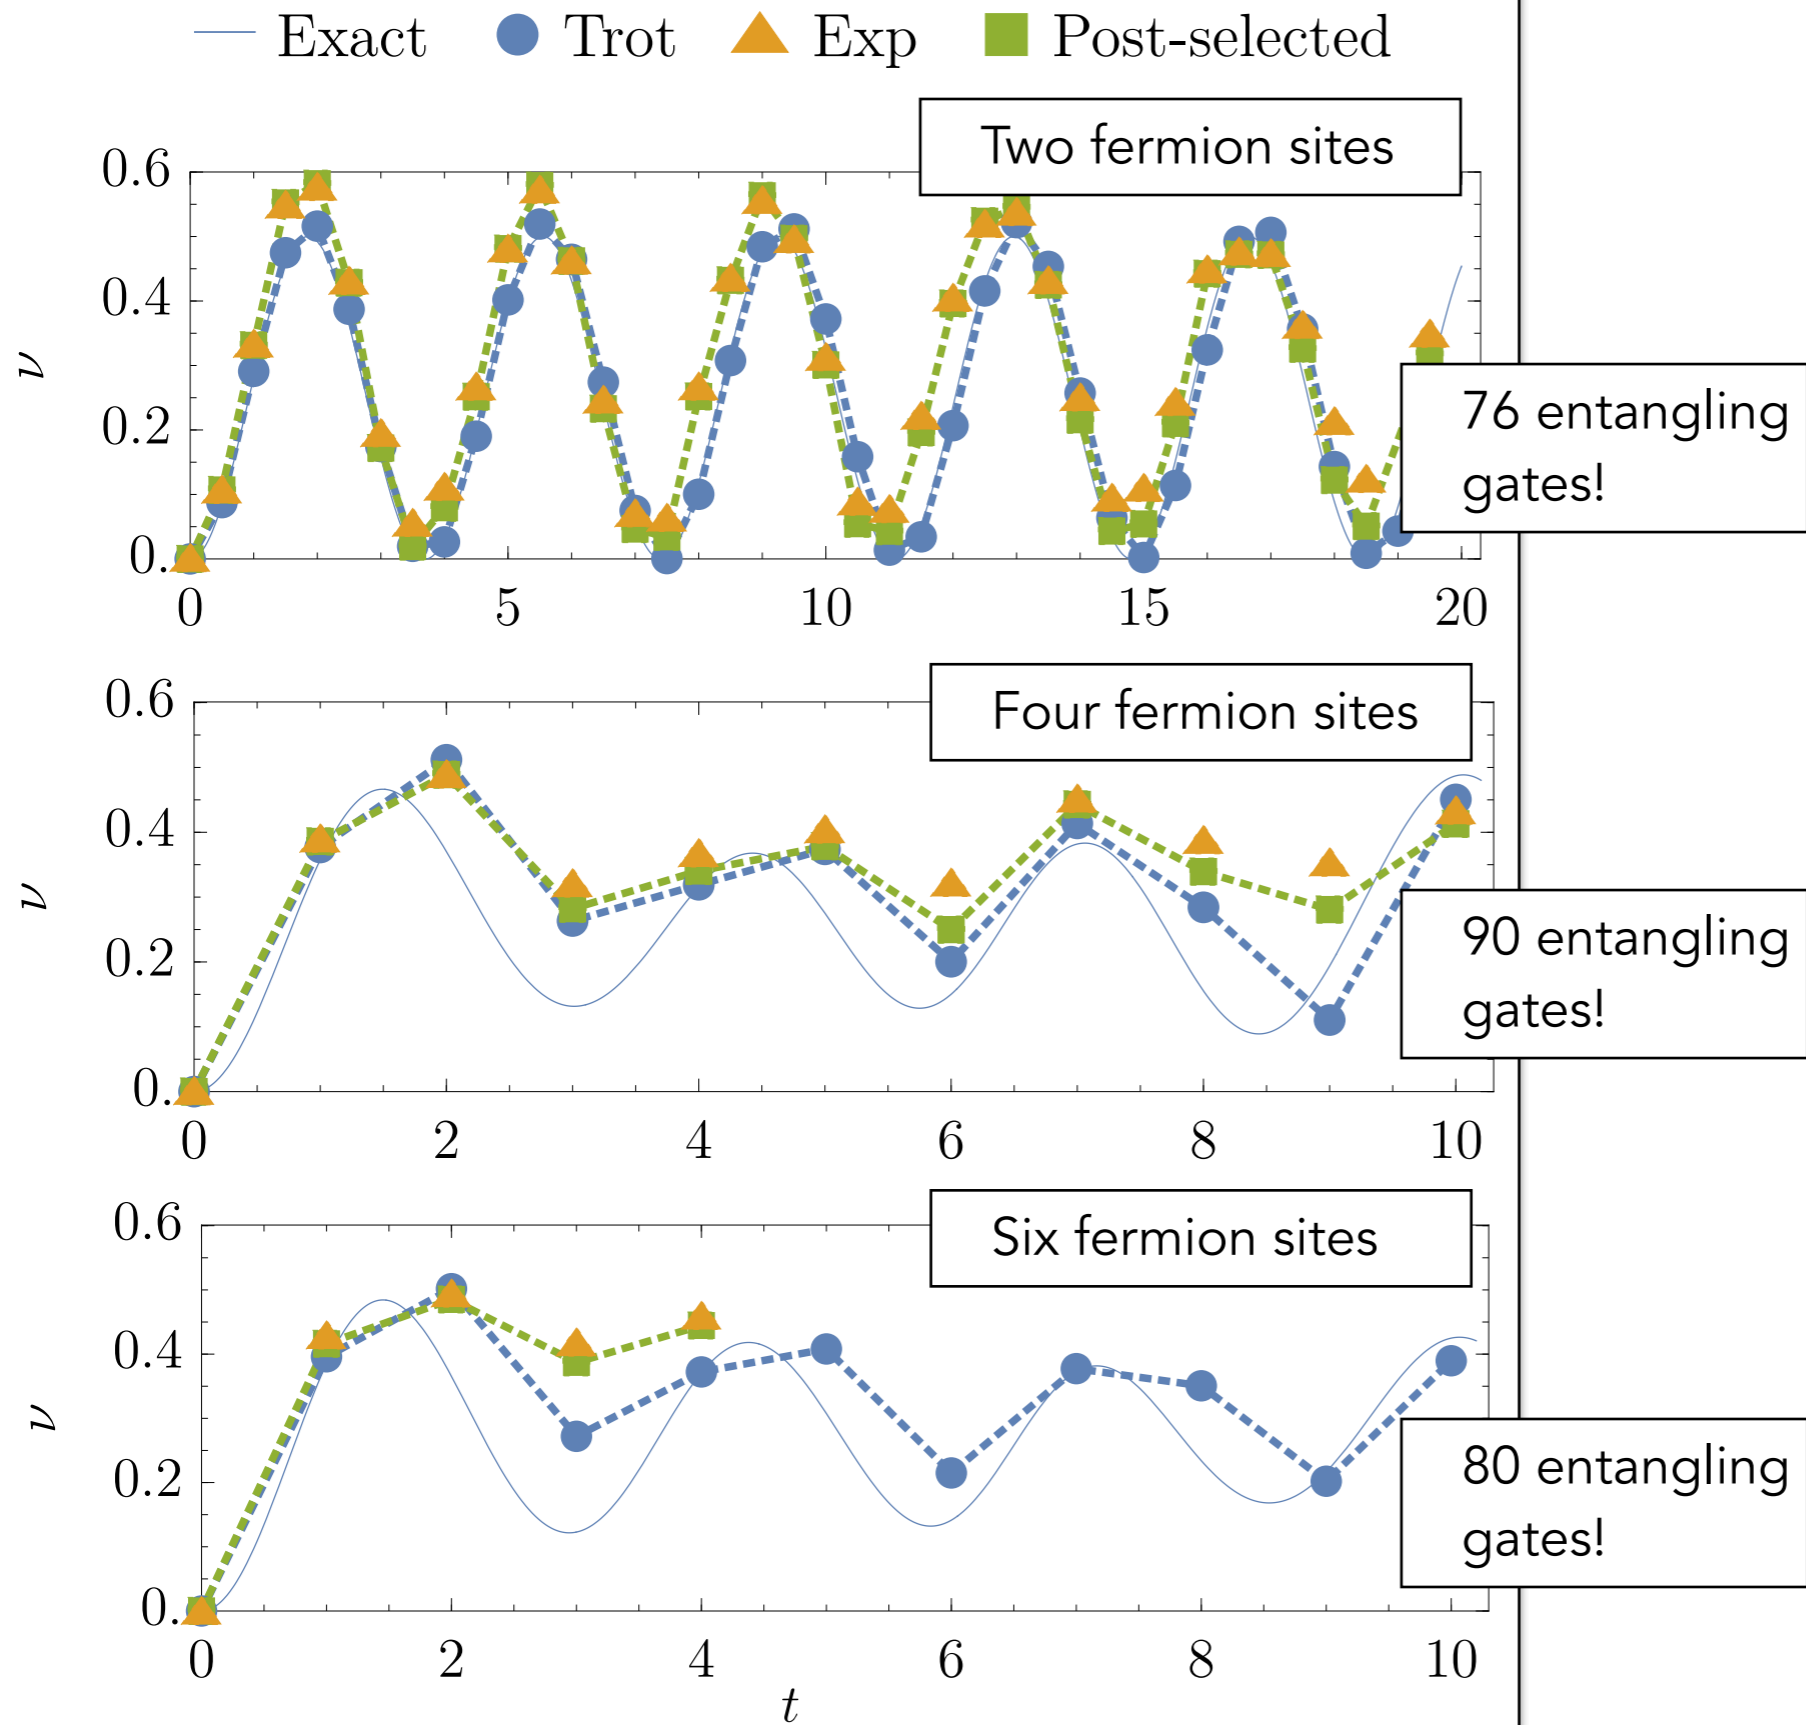 Exact Trot Exp Post-selected
Two fermion sites
0.6
0.4
0.2
0.
ν
76 entangling
gates!
0 5 10 15 20
Four fermion sites
0.6
0.4
0.2
0.
ν
90 entangling
gates!
0 2 4 6 8 10
Six fermion sites
0.6
0.4
0.2
0.
ν
80 entangling
gates!
0 2 4 6 8 10
t